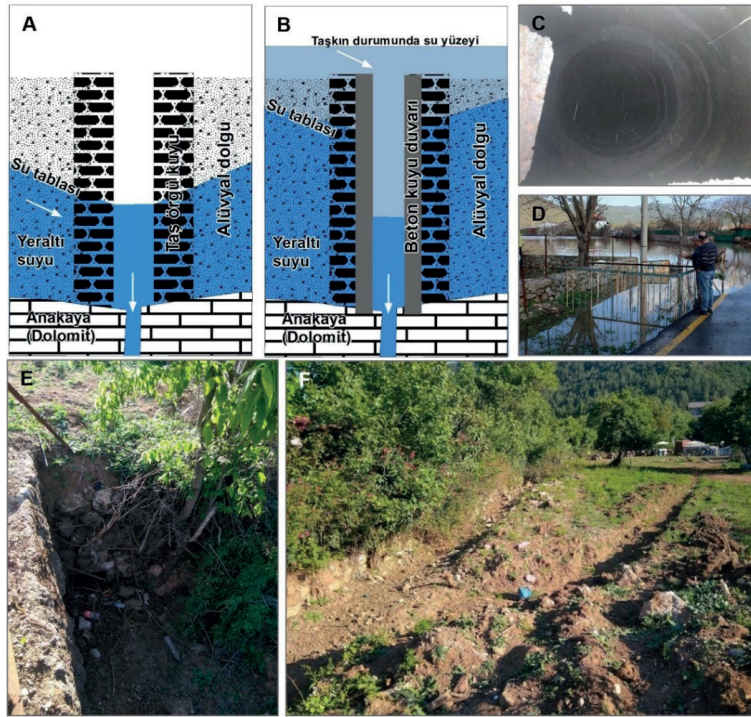 A
Su tablası
Yeraltı
suyu
Taş örgü kuyu
Alüvyal dolgu
Anakaya
(Dolomit)
B
Taşkın durumunda su yüzeyi
Su tablası
Yeraltı
suyu
Beton kuyu duvarı
Alüvyal dolgu
Anakaya
(Dolomit)
C
D
E
F